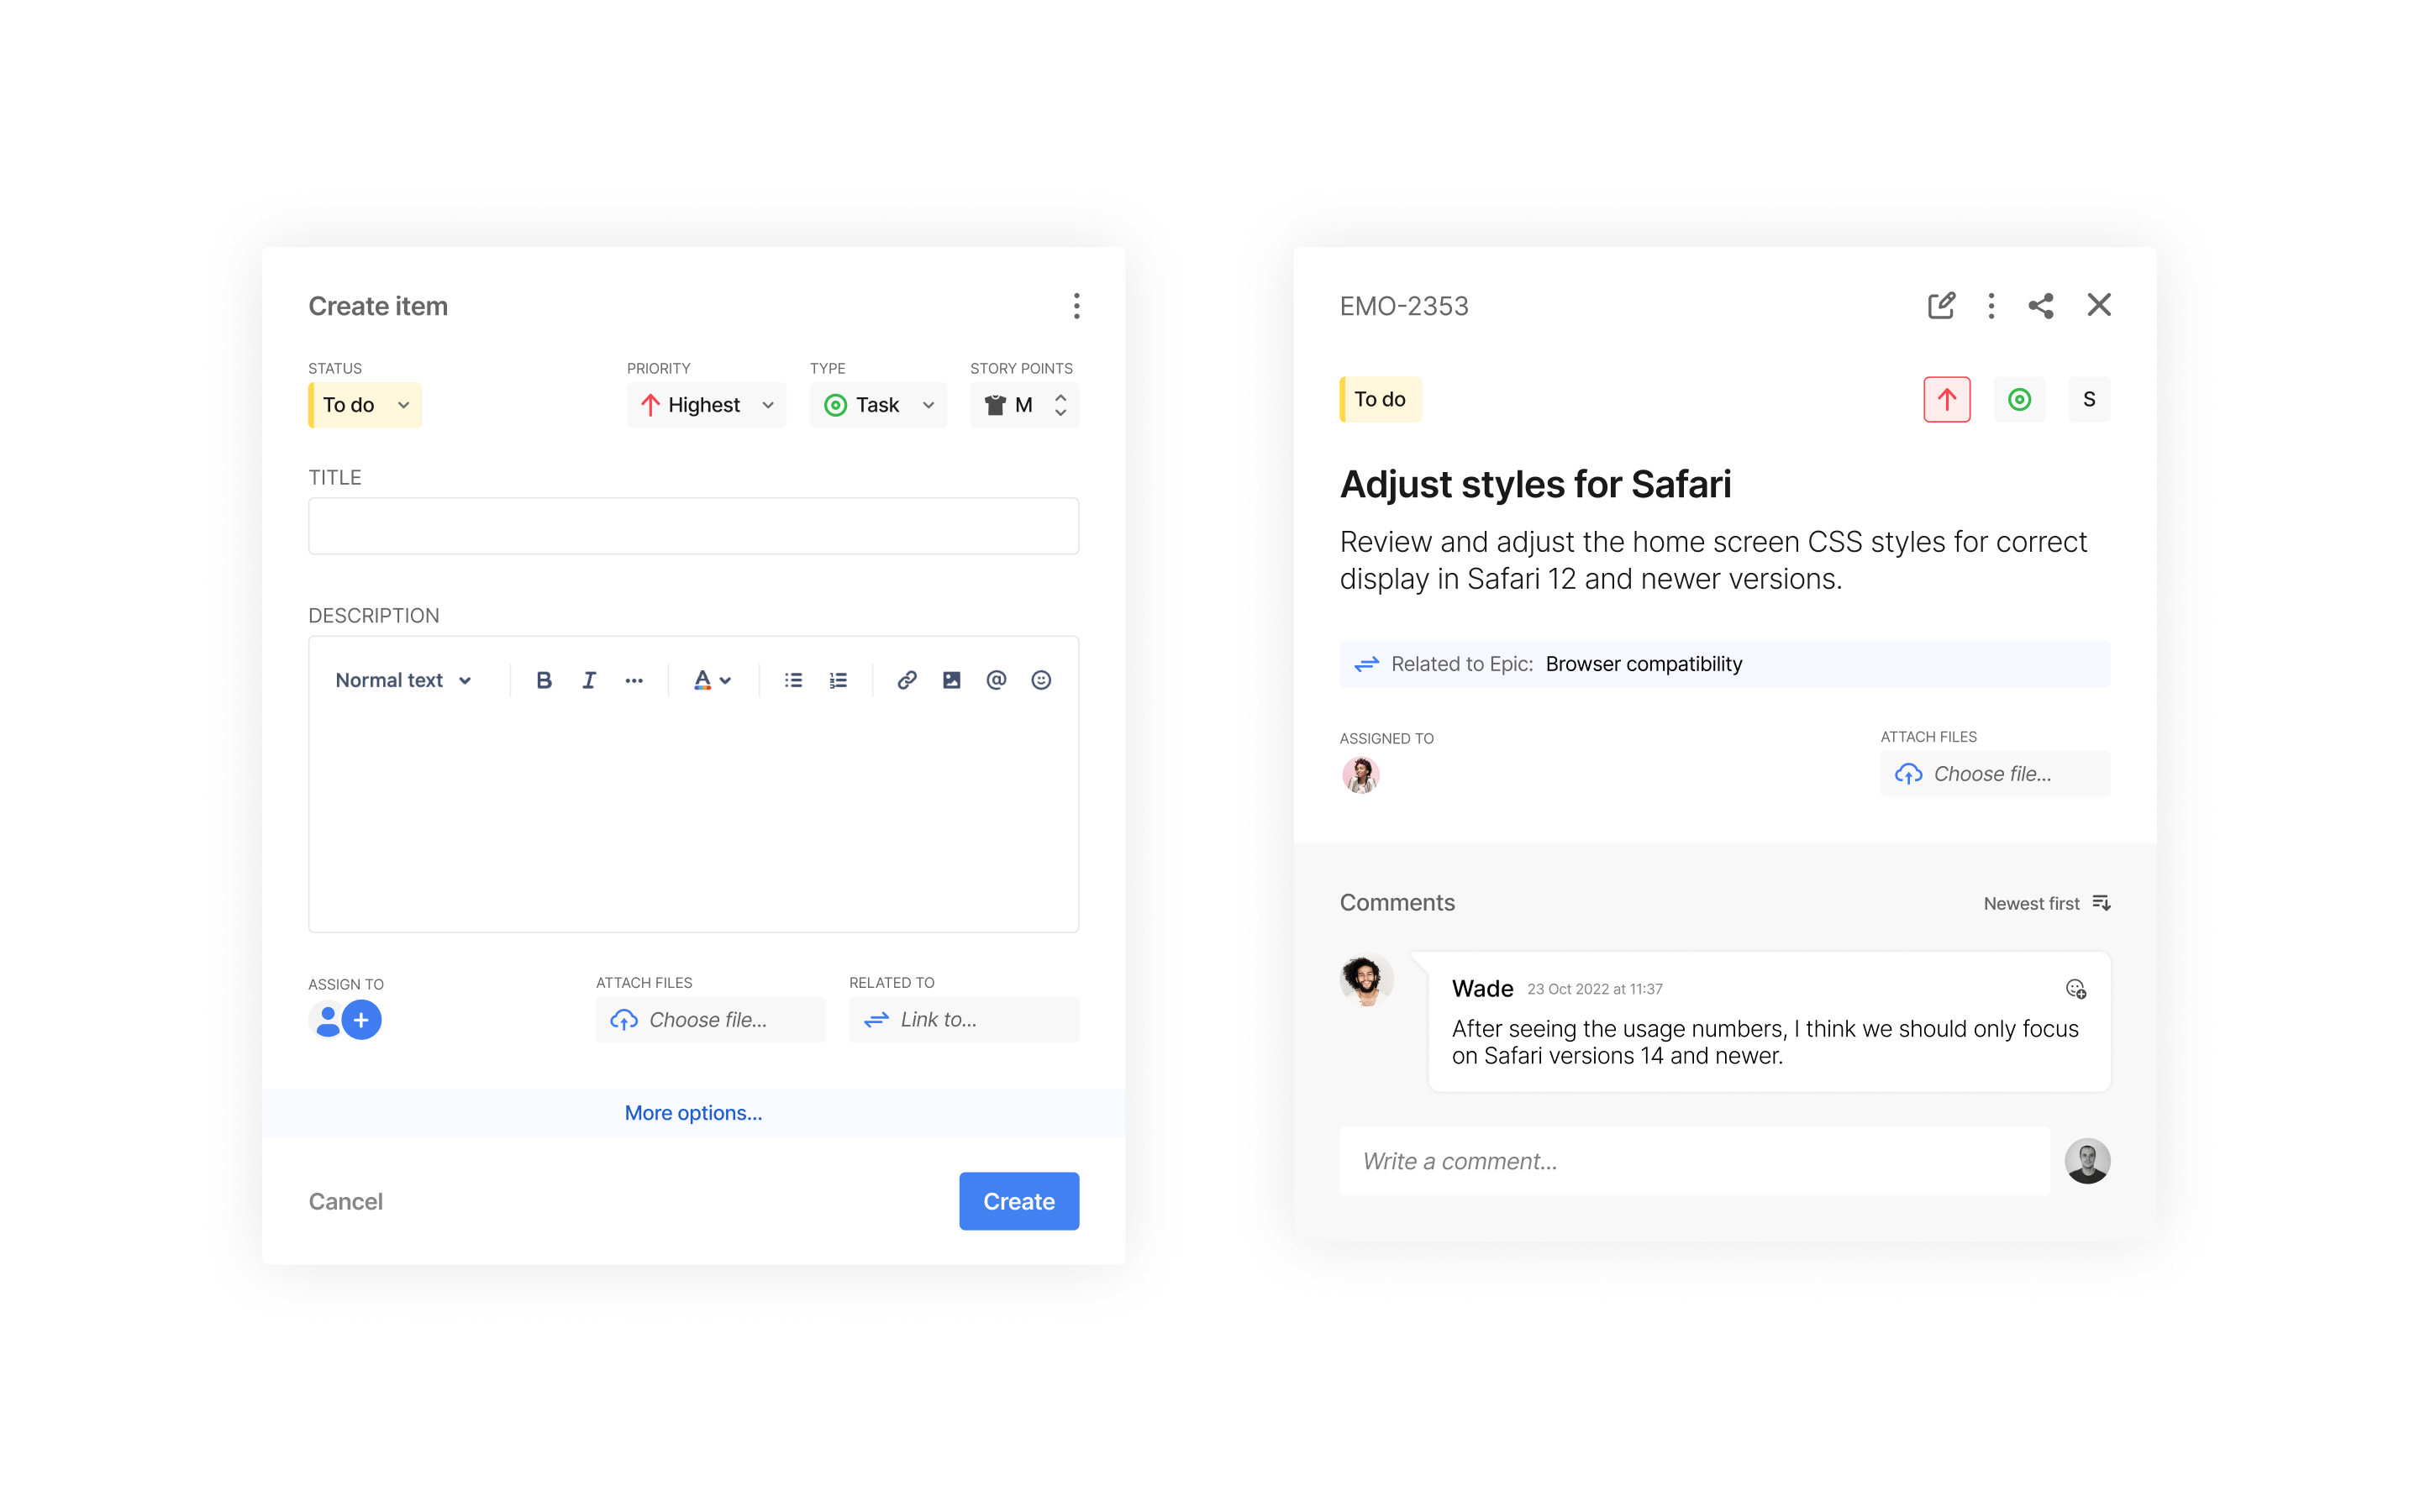 Create item
STATUS
PRIORITY
TYPE
STORY POINTS
To do
Highest
Task
M
TITLE
DESCRIPTION
Normal text
B I ... A @
ASSIGN TO
ATTACH FILES
RELATED TO
Choose file...
Link to...
More options...
Cancel
Create
EMO-2353
To do
S
Adjust styles for Safari
Review and adjust the home screen CSS styles for correct
display in Safari 12 and newer versions.
Related to Epic: Browser compatibility
ASSIGNED TO
ATTACH FILES
Choose file...
Comments
Newest first
Wade 23 Oct 2022 at 11:37
After seeing the usage numbers, I think we should only focus
on Safari versions 14 and newer.
Write a comment...